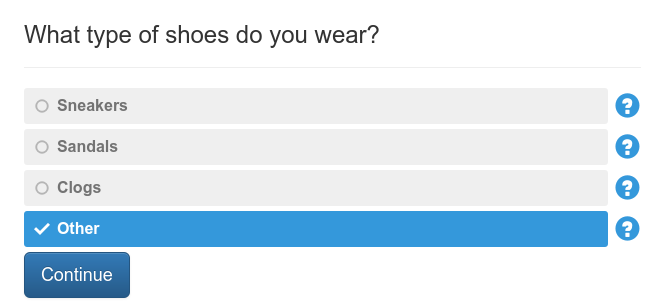 What type of shoes do you wear?
Sneakers ?
Sandals ?
Clogs ?
Other ?
Continue